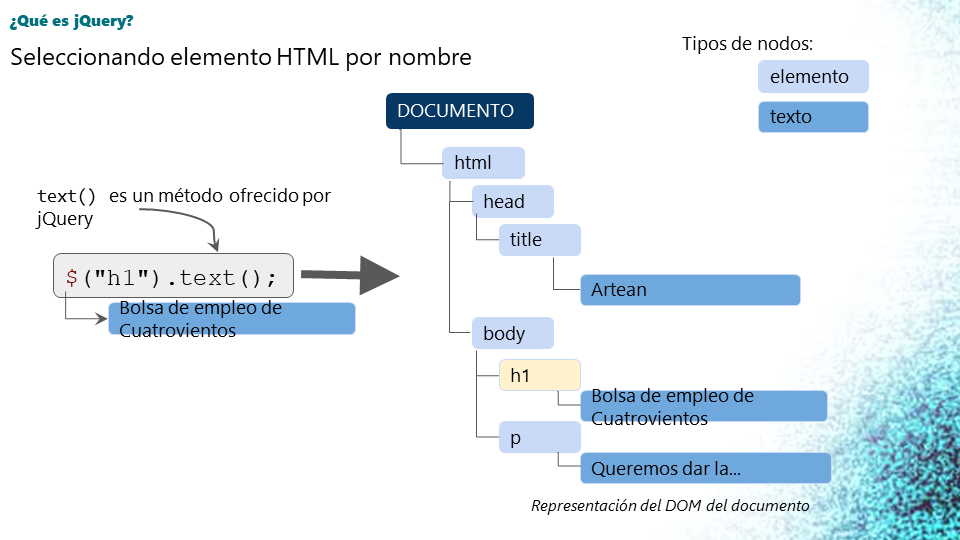 ¿Qué es jQuery?
Seleccionando elemento HTML por nombre
Tipos de nodos:
elemento
texto
DOCUMENTO
html
head
title
Artean
body
h1
Bolsa de empleo de
Cuatrovientos
p
Queremos dar la...
Representación del DOM del documento
text() es un método ofrecido por
jQuery
$("h1").text();
Bolsa de empleo de
Cuatrovientos